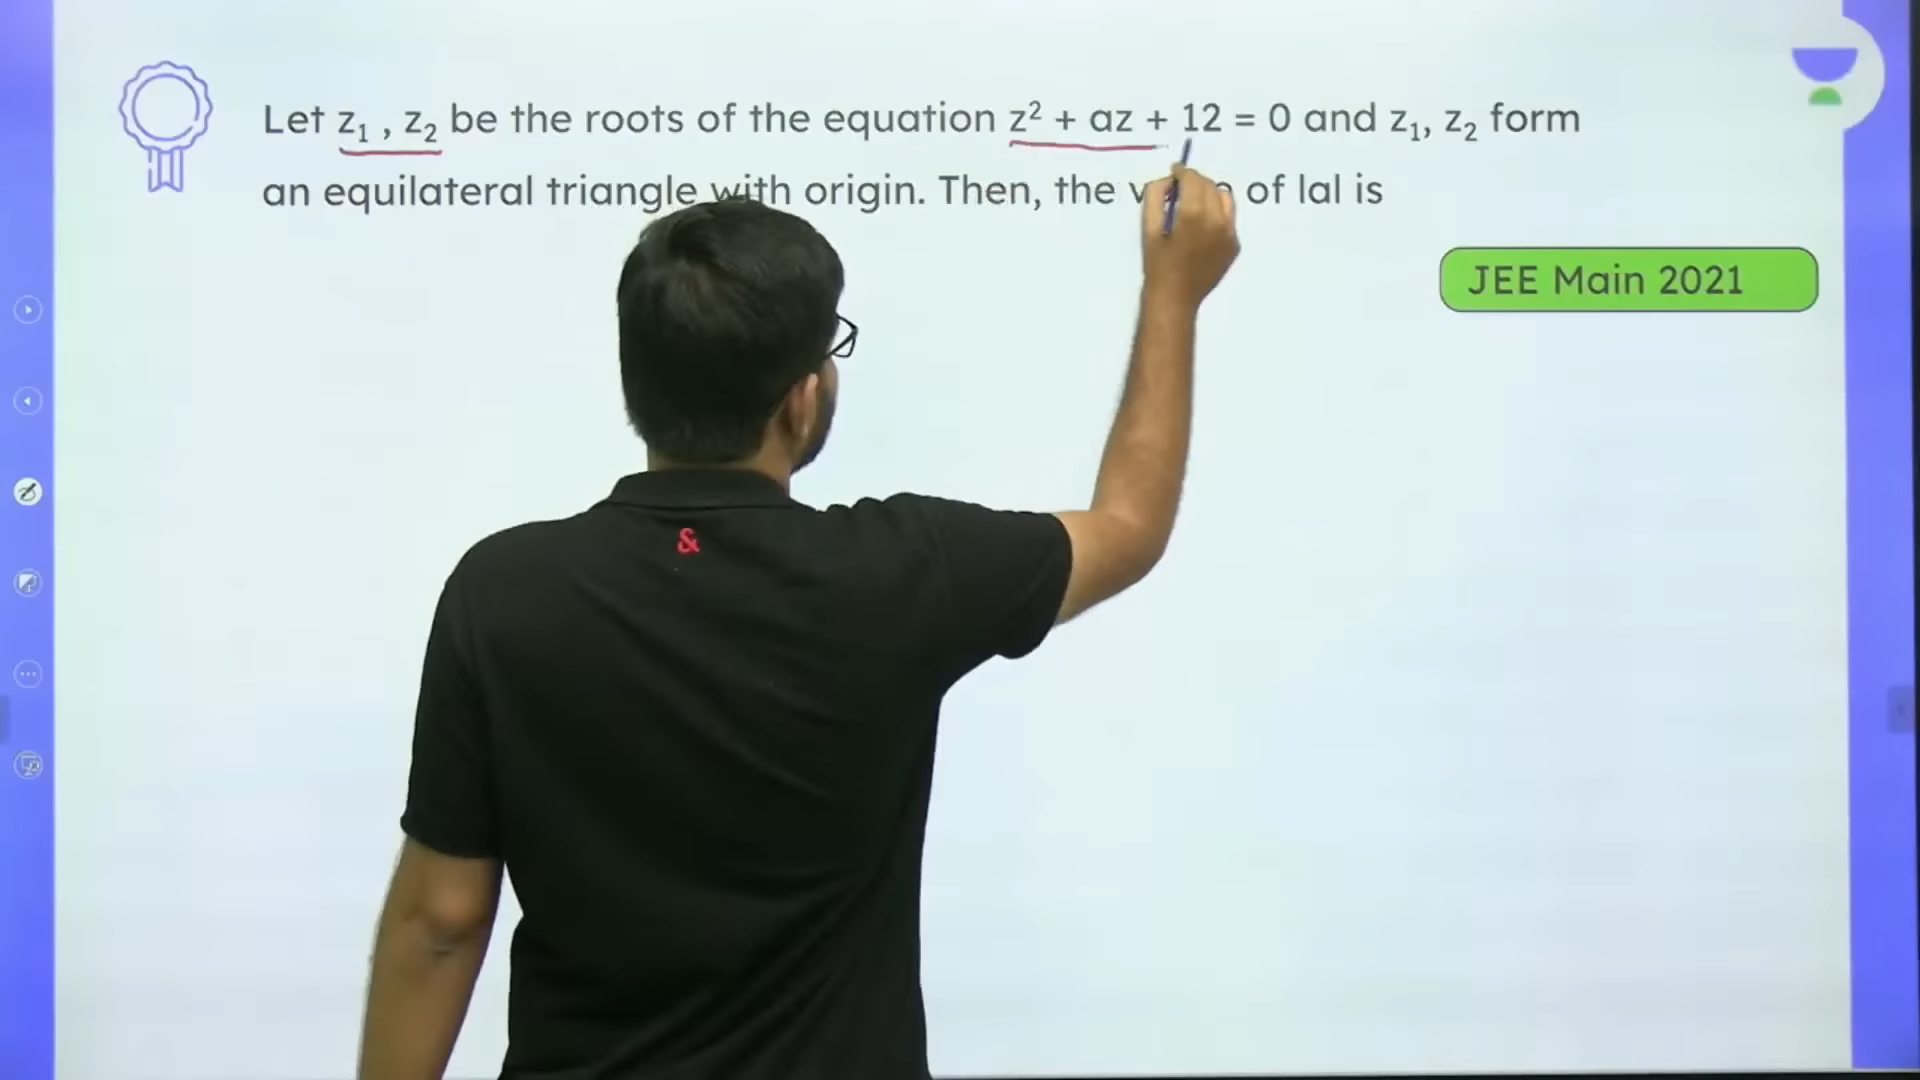 Let z₁ , z₂ be the roots of the equation z² + az + 12 = 0 and z₁, z₂ form
an equilateral triangle with origin. Then, the of lal is
JEE Main 2021
&